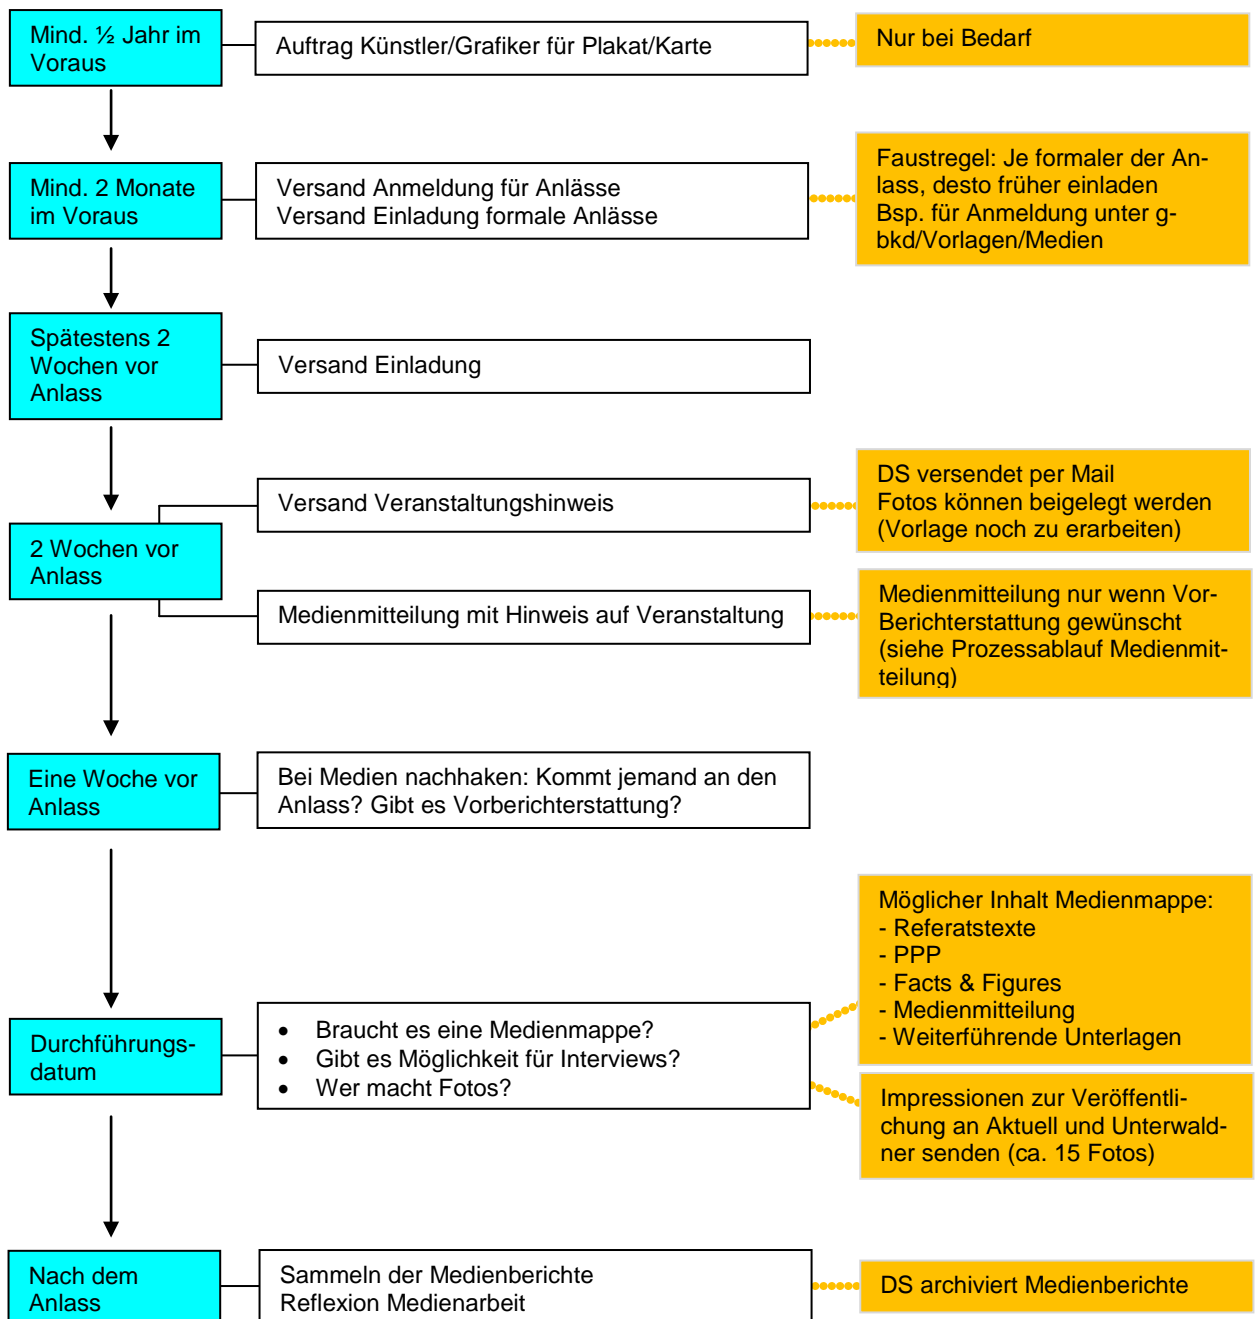 Mind. ½ Jahr im
Voraus
Auftrag Künstler/Grafiker für Plakat/Karte
Nur bei Bedarf
Mind. 2 Monate
im Voraus
Versand Anmeldung für Anlässe
Versand Einladung formale Anlässe
Faustregel: Je formaler der An-
lass, desto früher einladen
Bsp. für Anmeldung unter g-
bkd/Vorlagen/Medien
Spätestens 2
Wochen vor
Anlass
Versand Einladung
2 Wochen vor
Anlass
Versand Veranstaltungshinweis
DS versendet per Mail
Fotos können beigelegt werden
(Vorlage noch zu erarbeiten)
Medienmitteilung mit Hinweis auf Veranstaltung
Medienmitteilung nur wenn Vor-
Berichterstattung gewünscht
(siehe Prozessablauf Medienmit-
teilung)
Eine Woche vor
Anlass
Bei Medien nachhaken: Kommt jemand an den
Anlass? Gibt es Vorberichterstattung?
Durchführungs-
datum
• Braucht es eine Medienmappe?
• Gibt es Möglichkeit für Interviews?
• Wer macht Fotos?
Möglicher Inhalt Medienmappe:
- Referatstexte
- PPP
- Facts & Figures
- Medienmitteilung
- Weiterführende Unterlagen
Impressionen zur Veröffentli-
chung an Aktuell und Unterwald-
ner senden (ca. 15 Fotos)
Nach dem
Anlass
Sammeln der Medienberichte
Reflexion Medienarbeit
DS archiviert Medienberichte